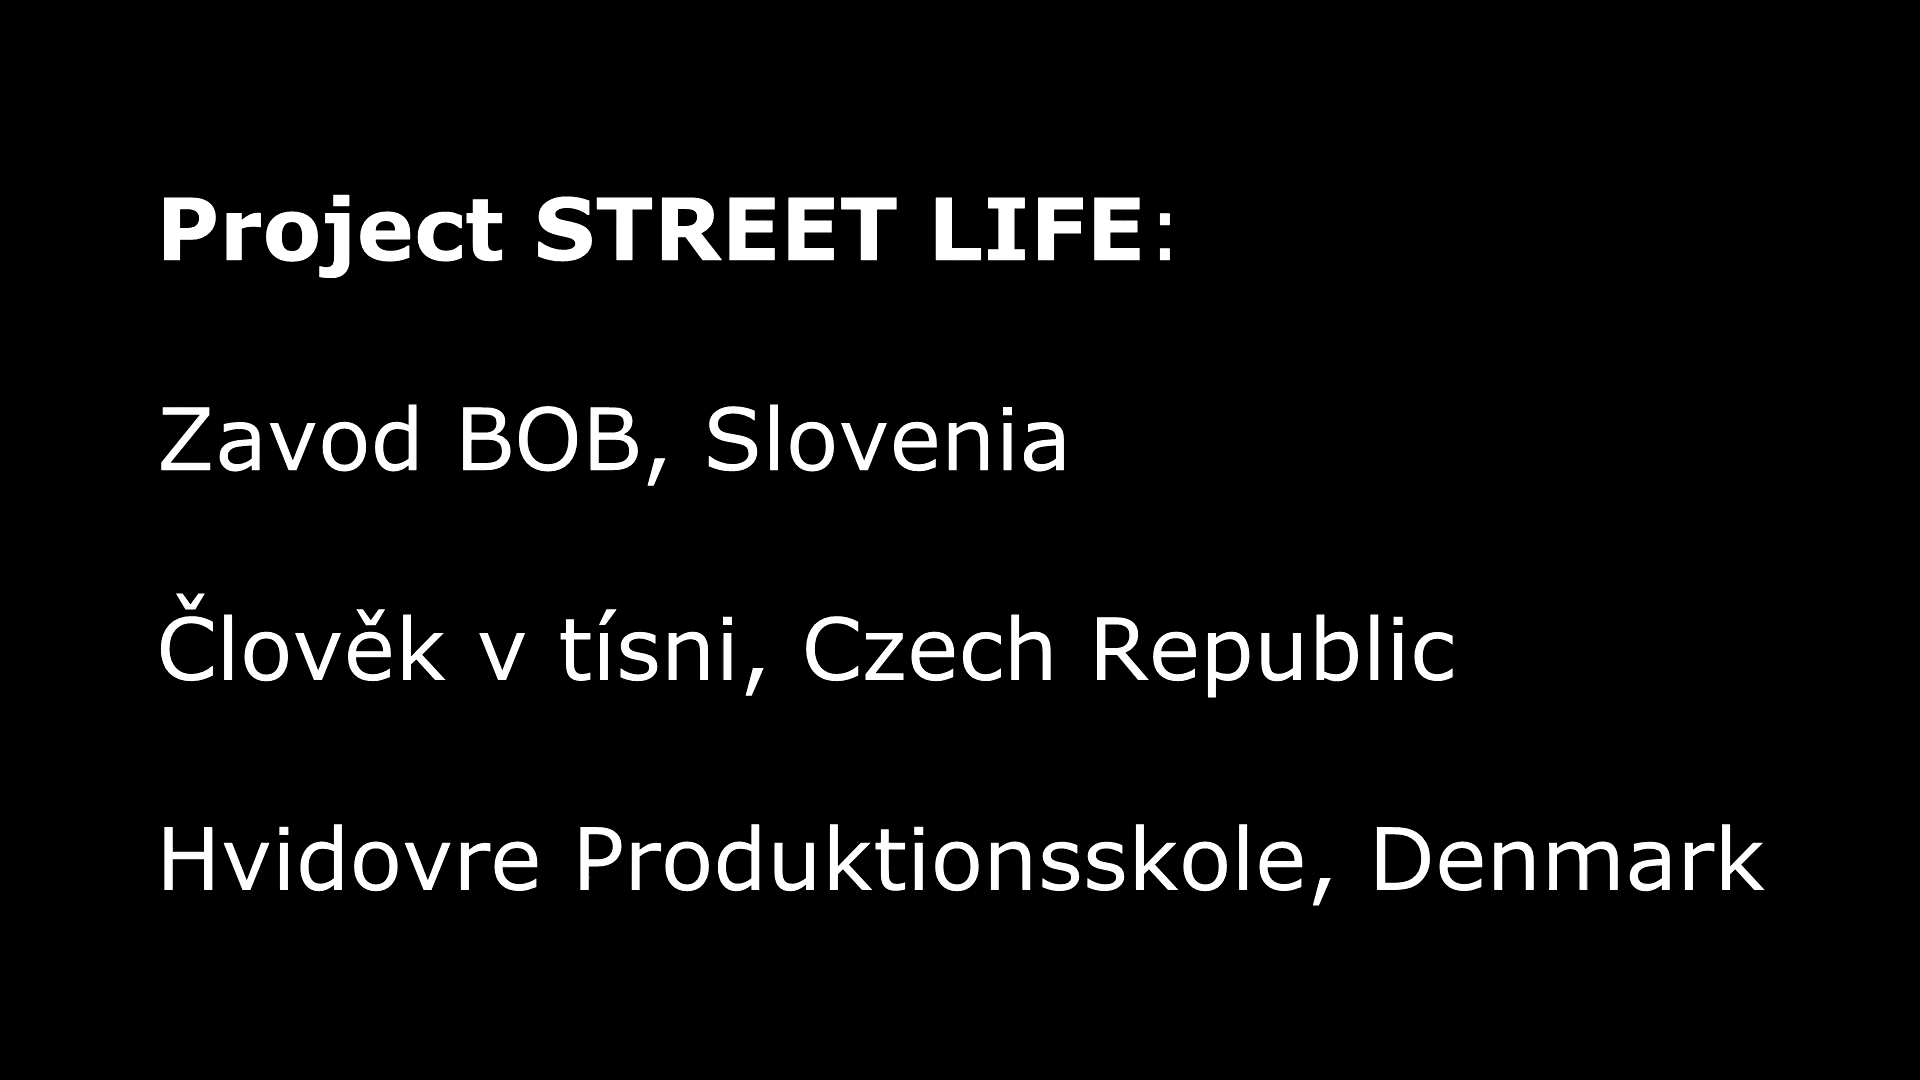 Project STREET LIFE:
Zavod BOB, Slovenia
Člověk v tísni, Czech Republic
Hvidovre Produktionsskole, Denmark